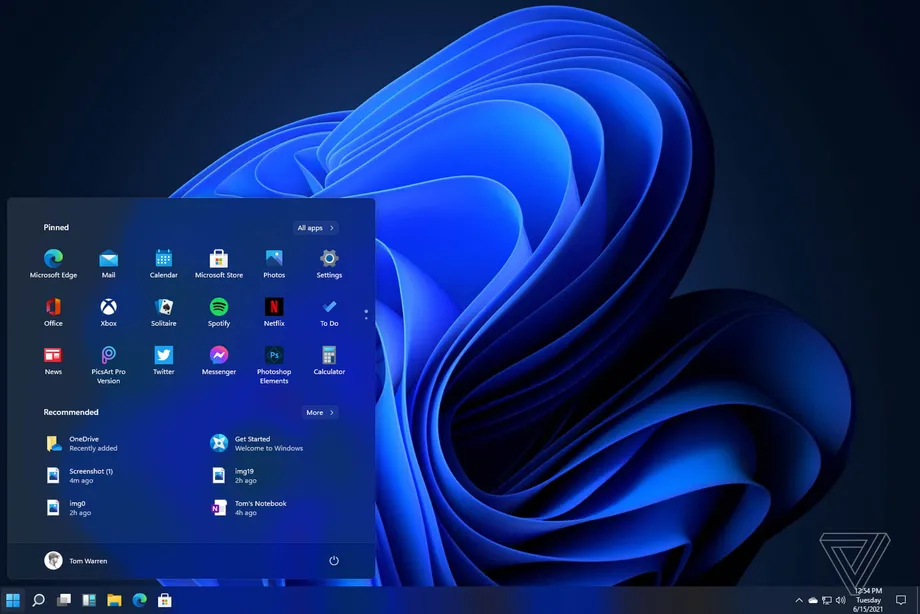 Pinned
All apps
Microsoft Edge
Mail
Calendar
Microsoft Store
Photos
Settings
Office
Xbox
Solitaire
Spotify
Netflix
To Do
News
PicsArt Pro
Version
Twitter
Messenger
Ps
Photoshop
Elements
Calculator
Recommended
More
OneDrive
Recently added
Get Started
Welcome to Windows
Screenshot (1)
4m ago
img19
2h ago
img0
2h ago
N
Tom's Notebook
4h ago
Tom Warren
12:54 PM
Tuesday
6/15/2021